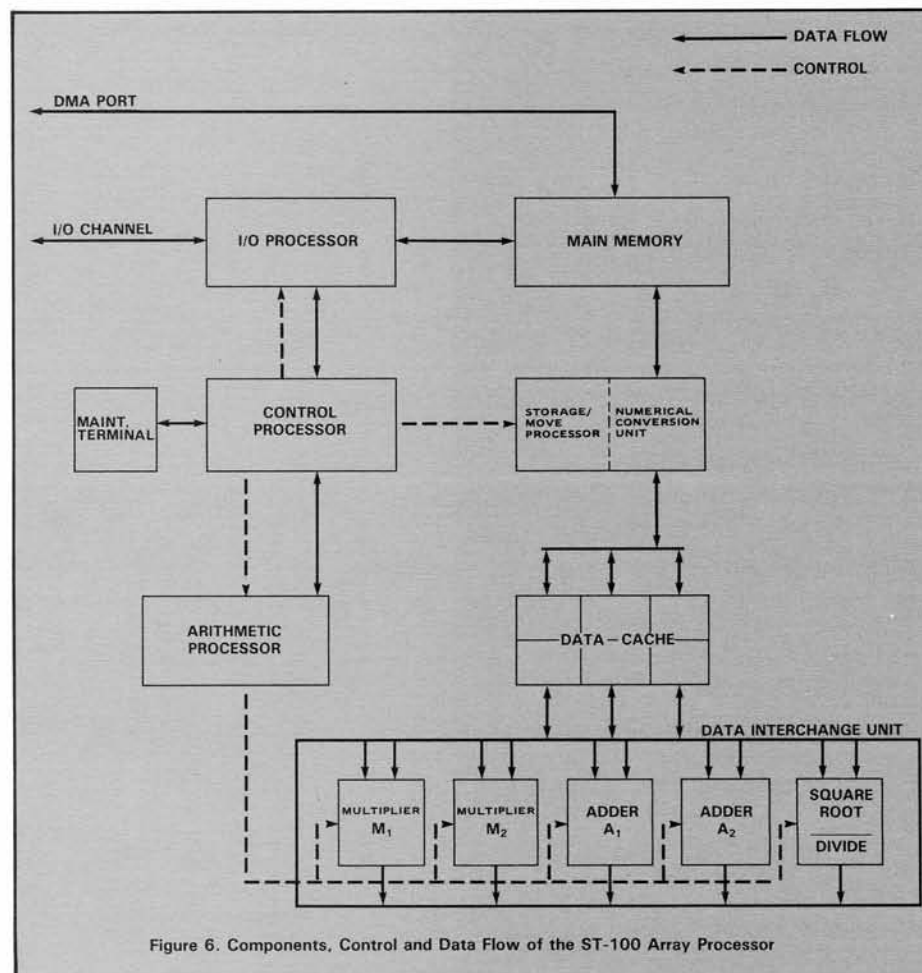 DATA FLOW
CONTROL
DMA PORT
I/O CHANNEL
I/O PROCESSOR
MAIN MEMORY
MAINT.
TERMINAL
CONTROL
PROCESSOR
STORAGE/
MOVE
PROCESSOR
NUMERICAL
CONVERSION
UNIT
ARITHMETIC
PROCESSOR
DATA – CACHE
DATA INTERCHANGE UNIT
MULTIPLIER
M1
MULTIPLIER
M2
ADDER
A1
ADDER
A2
SQUARE
ROOT
DIVIDE
Figure 6. Components, Control and Data Flow of the ST-100 Array Processor